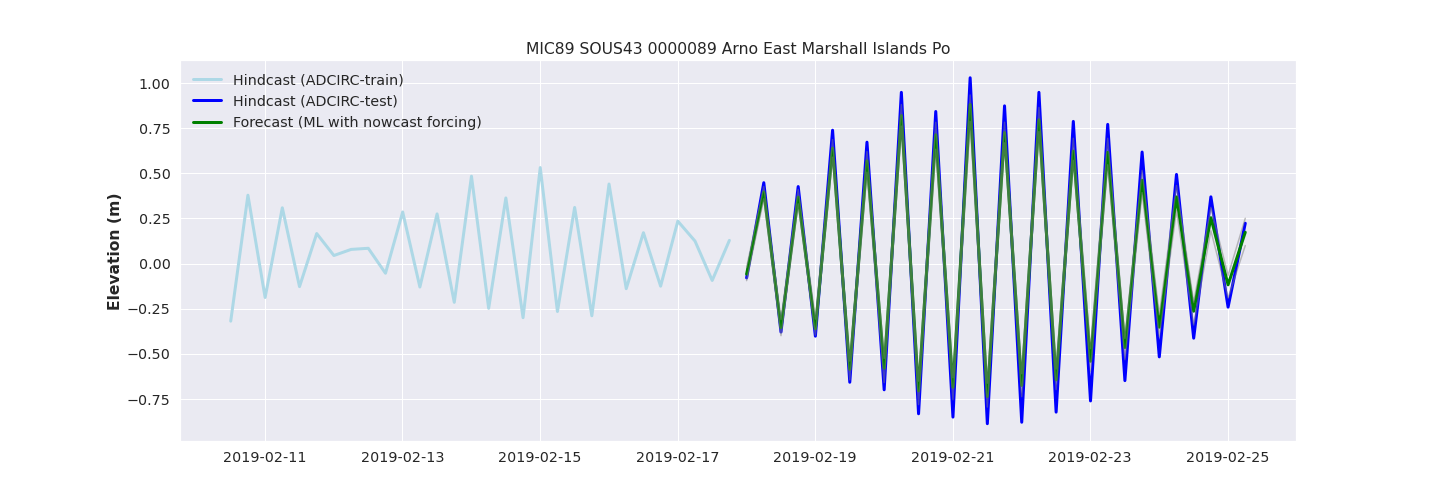 MIC89 SOUS43 0000089 Arno East Marshall Islands Po
Hindcast (ADCIRC-train)
Hindcast (ADCIRC-test)
Forecast (ML with nowcast forcing)
Elevation (m)
1.00
0.75
0.50
0.25
0.00
−0.25
−0.50
−0.75
2019-02-11 2019-02-13 2019-02-15 2019-02-17 2019-02-19 2019-02-21 2019-02-23 2019-02-25